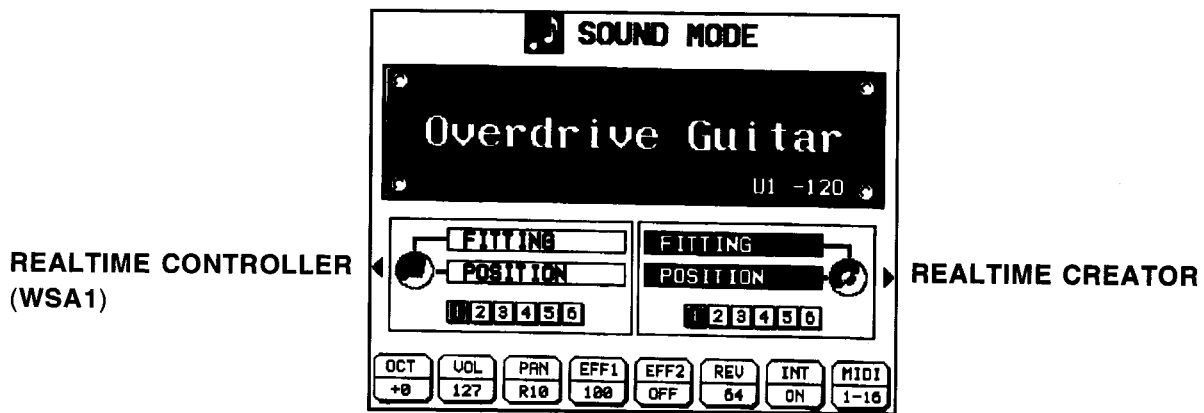 SOUND MODE
Overdrive Guitar
U1 -120
FITTING
POSITION
1 2 3 4 5 6
REALTIME CONTROLLER
(WSA1)
FITTING
POSITION
1 2 3 4 5 6
REALTIME CREATOR
OCT VOL PAN EFF1 EFF2 REV INT MIDI
+0 127 R10 100 OFF 64 ON 1-16